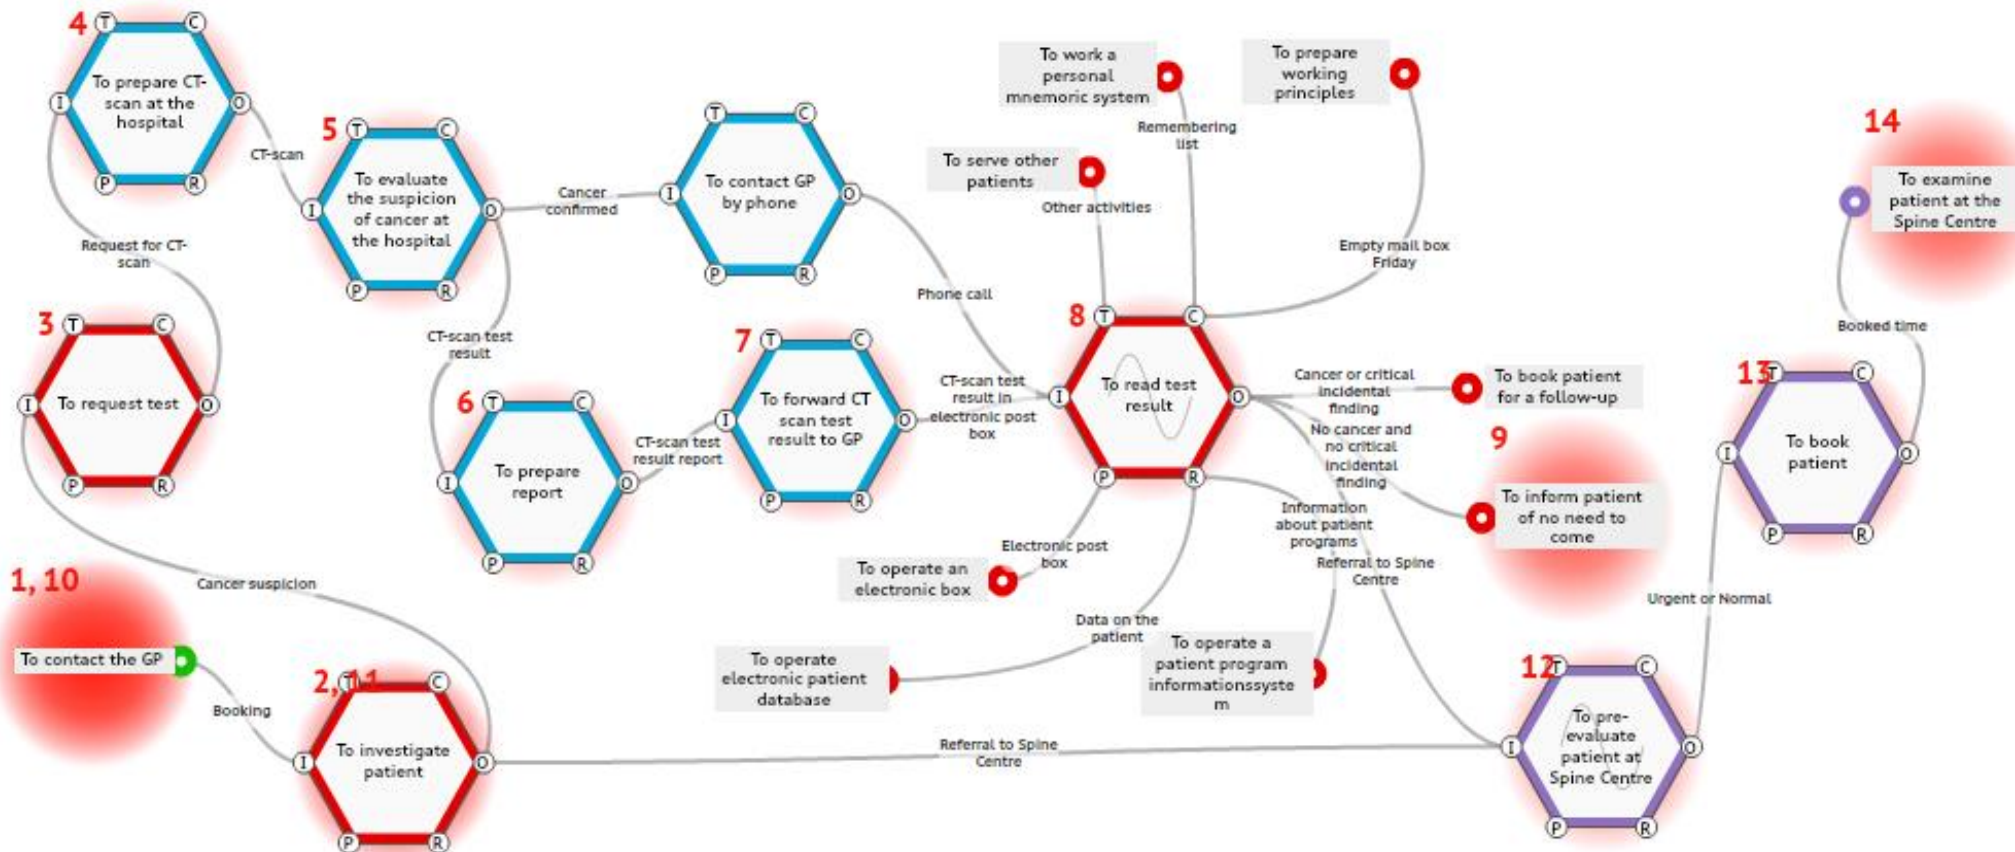 4
T
C
To prepare CT-
scan at the
hospital
I
O
P
R
CT-scan
5
T
C
To evaluate
the suspicion
of cancer at
the hospital
I
O
P
R
Cancer
confirmed
T
C
To contact GP
by phone
I
O
P
R
Phone call
To work a
personal
mnemoric system
Remembering
list
To prepare
working
principles
Empty mail box
Friday
To serve other
patients
Other activities
14
To examine
patient at the
Spine Centre
Booked time
Request for CT-
scan
3
T
C
To request test
I
O
P
R
CT-scan test
result
6
T
C
To prepare
report
I
O
P
R
CT-scan test
result report
7
T
C
To forward CT
scan test
result to GP
I
O
P
R
CT-scan test
result in
electronic post
box
8
T
C
To read test
result
I
O
P
R
Cancer or critical
incidental
finding
To book patient
for a follow-up
No cancer and
no critical
incidental
finding
9
To inform patient
of no need to
come
Information
about patient
programs
Referral to Spine
Centre
Electronic post
box
To operate an
electronic box
Data on the
patient
To operate
electronic patient
database
To operate a
patient program
informationssyste
m
13
T
C
To book
patient
I
O
P
R
Urgent or Normal
1, 10
To contact the GP
Booking
Cancer suspicion
2, 11
T
C
To investigate
patient
I
O
P
R
Referral to Spine
Centre
12
T
C
To pre-
evaluate
patient at
Spine Centre
I
O
P
R